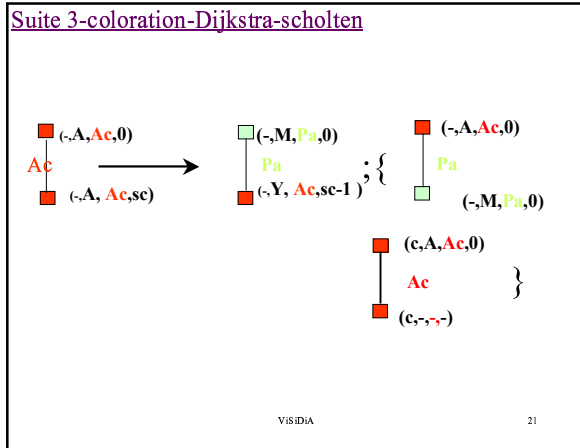 Suite 3-coloration-Dijkstra-scholten
(-,A,Ac,0)
Ac
(-,A, Ac,sc)
(-,M,Pa,0)
Pa
(-,Y, Ac,sc-1 )
;{
(-,A,Ac,0)
Pa
(-,M,Pa,0)
(c,A,Ac,0)
Ac
}
(c,-,-,-)
ViSiDiA
21